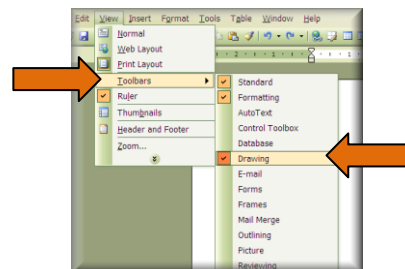 Edit View Insert Format Tools Table Window Help
Normal
Web Layout
Print Layout
Toolbars
Ruler
Thumbnails
Header and Footer
Zoom...
Standard
Formatting
AutoText
Control Toolbox
Database
Drawing
E-mail
Forms
Frames
Mail Merge
Outlining
Picture
Reviewing